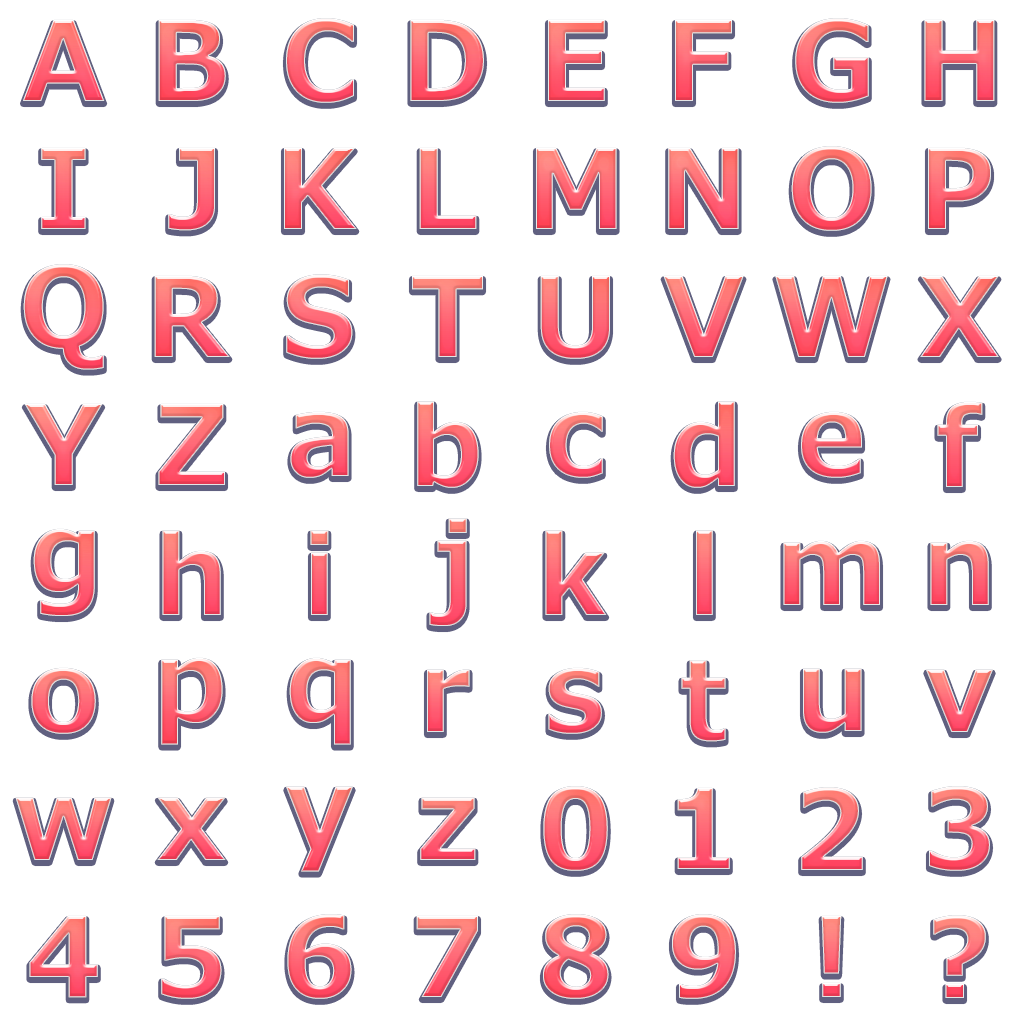 A B C D E F G H
I J K L M N O P
Q R S T U V W X
Y Z a b c d e f
g h i j k l m n
o p q r s t u v
w x y z 0 1 2 3
4 5 6 7 8 9 ! ?